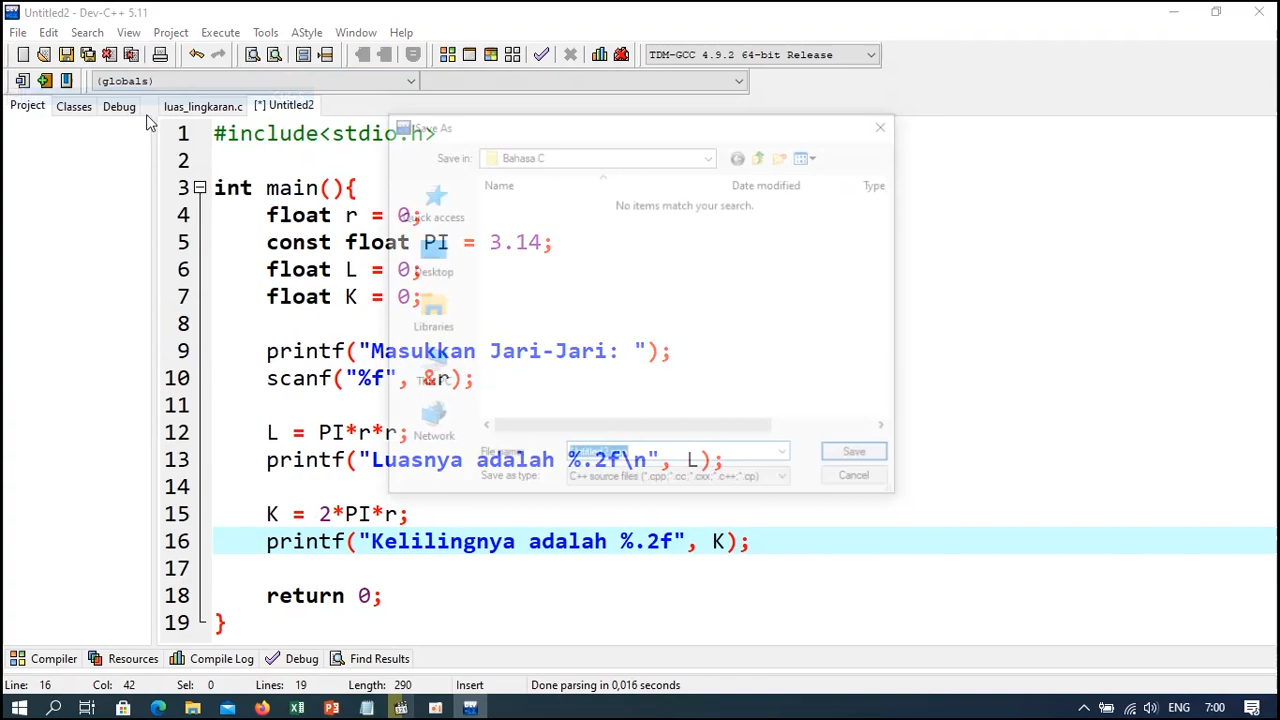 Untitled2 - Dev-C++ 5.11
File Edit Search View Project Execute Tools AStyle Window Help
TDM-GCC 4.9.2 64-bit Release
(globals)
Project Classes Debug luas_lingkaran.c [*] Untitled2
Save As
Save in: Bahasa C
Name Date modified Type
No items match your search.
Quick access
Desktop
Libraries
Network
File name:
Save
Save as type: C++ source files (*.cpp;*.cc;*.cxx;*.c++;*.cp)
Cancel
1 #include<stdio.h>
2
3 int main(){
4 float r = 0;
5 const float PI = 3.14;
6 float L = 0;
7 float K = 0;
8
9 printf("Masukkan Jari-Jari: ");
10 scanf("%f", &r);
11
12 L = PI*r*r;
13 printf("Luasnya adalah %.2f\n", L);
14
15 K = 2*PI*r;
16 printf("Kelilingnya adalah %.2f", K);
17
18 return 0;
19 }
Compiler Resources Compile Log Debug Find Results
Line: 16 Col: 42 Sel: 0 Lines: 19 Length: 290 Insert Done parsing in 0,016 seconds
ENG 7:00